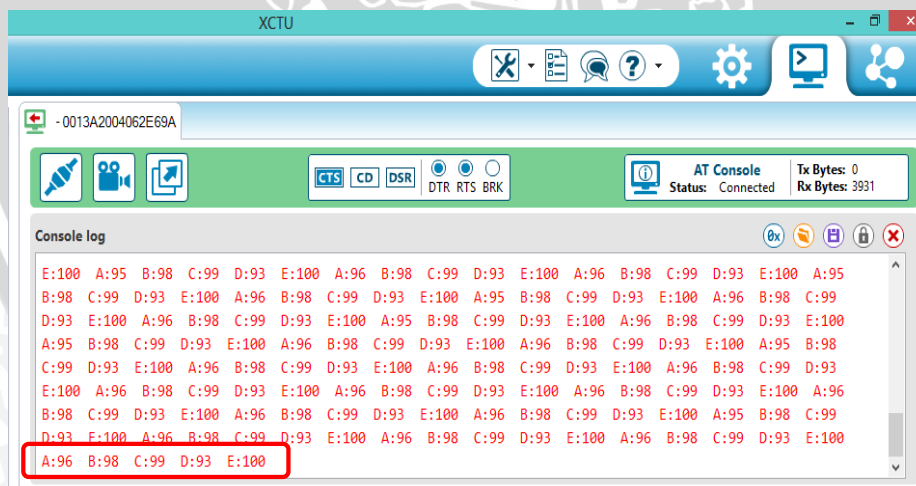 XCTU
- 0013A2004062E69A
CTS CD DSR DTR RTS BRK
AT Console
Status: Connected
Tx Bytes: 0
Rx Bytes: 3931
Console log
E:100 A:95 B:98 C:99 D:93 E:100 A:96 B:98 C:99 D:93 E:100 A:96 B:98 C:99 D:93 E:100 A:95
B:98 C:99 D:93 E:100 A:96 B:98 C:99 D:93 E:100 A:95 B:98 C:99 D:93 E:100 A:96 B:98 C:99
D:93 E:100 A:96 B:98 C:99 D:93 E:100 A:95 B:98 C:99 D:93 E:100 A:96 B:98 C:99 D:93 E:100
A:95 B:98 C:99 D:93 E:100 A:96 B:98 C:99 D:93 E:100 A:96 B:98 C:99 D:93 E:100 A:95 B:98
C:99 D:93 E:100 A:96 B:98 C:99 D:93 E:100 A:96 B:98 C:99 D:93 E:100 A:96 B:98 C:99 D:93
E:100 A:96 B:98 C:99 D:93 E:100 A:96 B:98 C:99 D:93 E:100 A:96 B:98 C:99 D:93 E:100 A:96
B:98 C:99 D:93 E:100 A:96 B:98 C:99 D:93 E:100 A:96 B:98 C:99 D:93 E:100 A:95 B:98 C:99
D:93 E:100 A:96 B:98 C:99 D:93 E:100 A:96 B:98 C:99 D:93 E:100 A:96 B:98 C:99 D:93 E:100
A:96 B:98 C:99 D:93 E:100